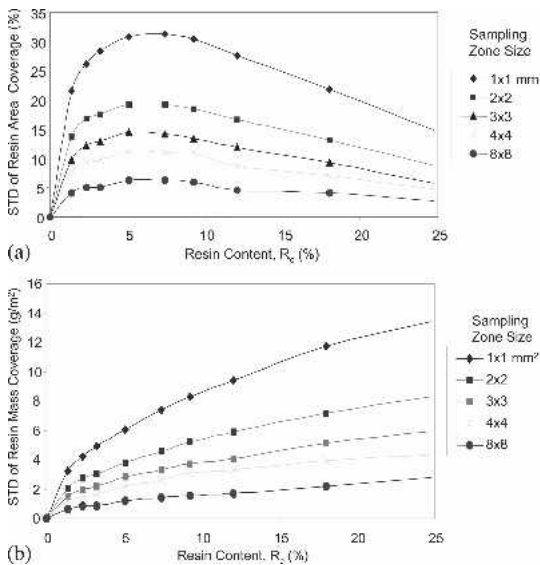 STD of Resin Area Coverage (%)
35
30
25
20
15
10
5
0
0 5 10 15 20 25
Resin Content, Rc (%)
(a)
Sampling
Zone Size
1x1 mm
2x2
3x3
4x4
8x8
STD of Resin Mass Coverage (g/m²)
16
14
12
10
8
6
4
2
0
0 5 10 15 20 25
Resin Content, Rc (%)
(b)
Sampling
Zone Size
1x1 mm²
2x2
3x3
4x4
8x8